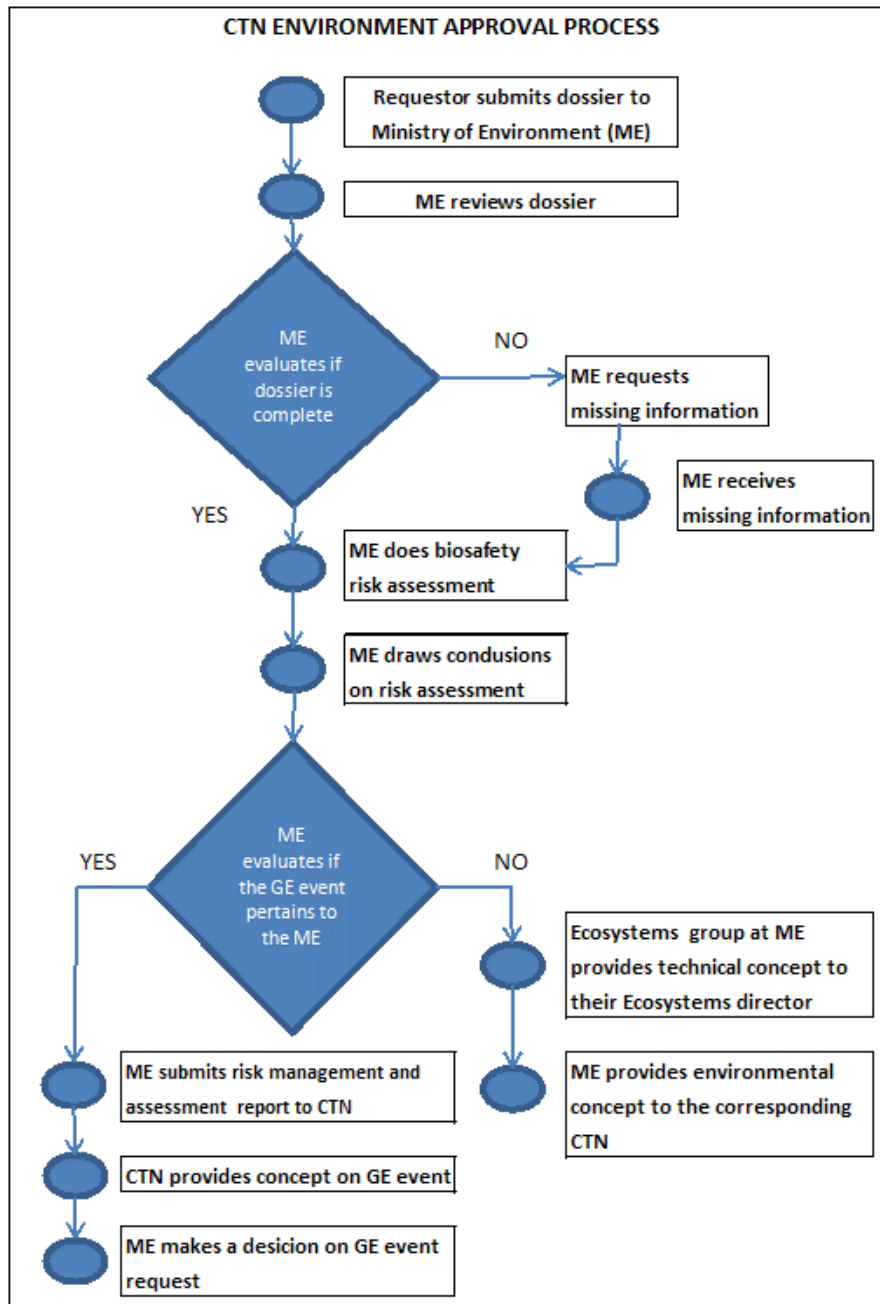 CTN ENVIRONMENT APPROVAL PROCESS
Requestor submits dossier to
Ministry of Environment (ME)
ME reviews dossier
ME
evaluates if
dossier is
complete
NO
ME requests
missing information
ME receives
missing information
YES
ME does biosafety
risk assessment
ME draws condusions
on risk assessment
ME
evaluates if
the GE event
pertains to
the ME
YES
NO
Ecosystems group at ME
provides technical concept to
their Ecosystems director
ME submits risk management and
assessment report to CTN
ME provides environmental
concept to the corresponding
CTN
CTN provides concept on GE event
ME makes a desicion on GE event
request